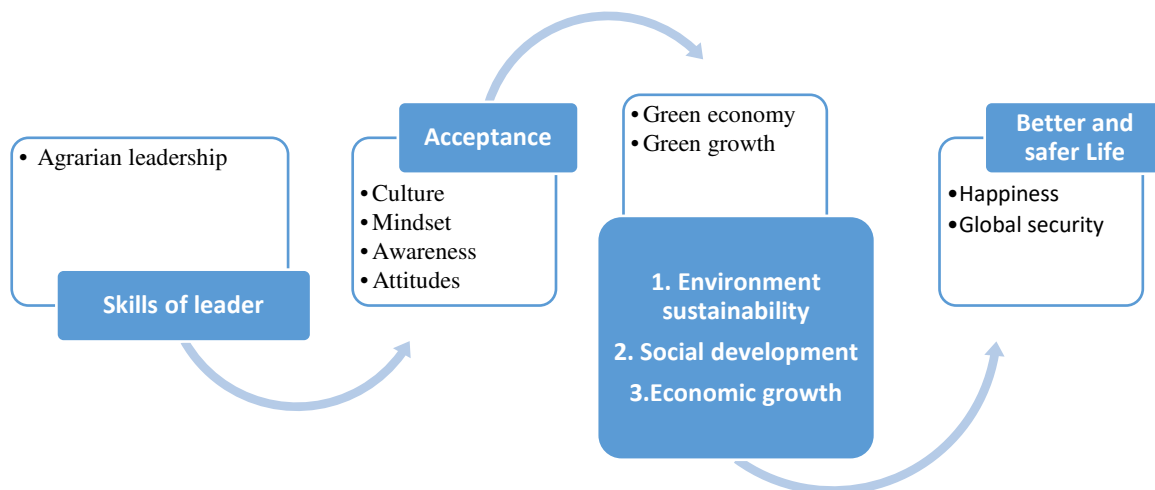 • Agrarian leadership
Skills of leader
Acceptance
• Culture
• Mindset
• Awareness
• Attitudes
• Green economy
• Green growth
1. Environment
sustainability
2. Social development
3.Economic growth
Better and
safer Life
•Happiness
•Global security